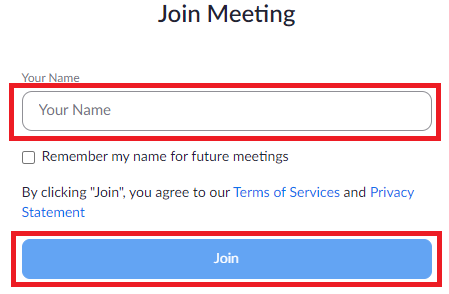 Join Meeting
Your Name
Your Name
Remember my name for future meetings
By clicking "Join", you agree to our Terms of Services and Privacy
Statement
Join